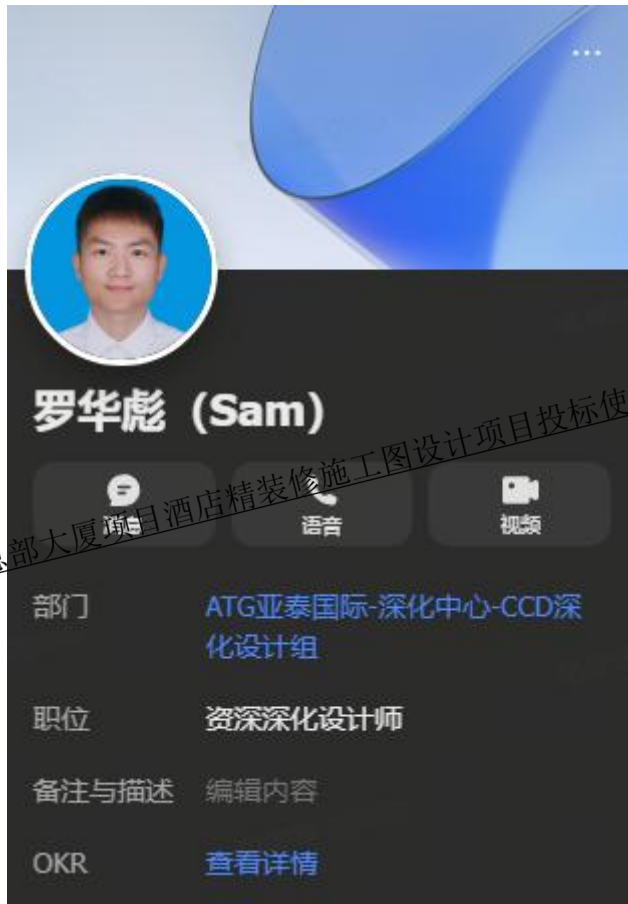 罗华彪 (Sam)
语音
视频
总部大厦项目酒店精装修施工图设计项目投标使
部门
ATG亚泰国际-深化中心-CCD深
化设计组
职位
资深深化设计师
备注与描述
编辑内容
OKR
查看详情